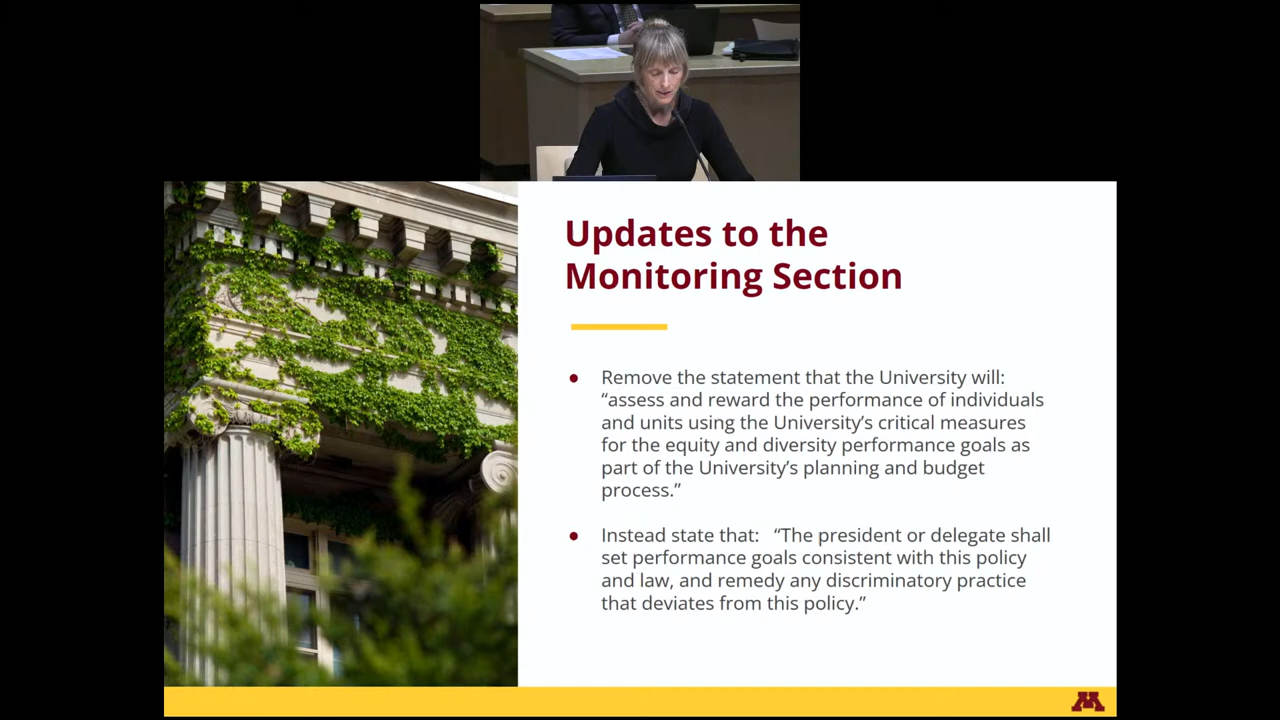 Updates to the
Monitoring Section
● Remove the statement that the University will:
“assess and reward the performance of individuals
and units using the University’s critical measures
for the equity and diversity performance goals as
part of the University’s planning and budget
process.”
● Instead state that: “The president or delegate shall
set performance goals consistent with this policy
and law, and remedy any discriminatory practice
that deviates from this policy.”
M